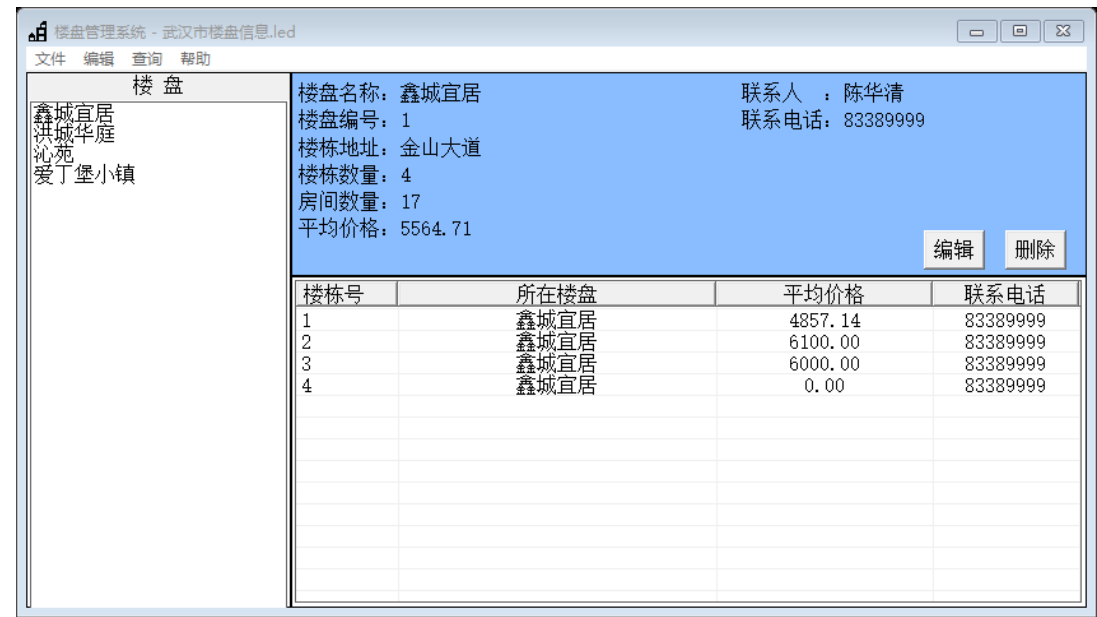 楼盘管理系统 - 武汉市楼盘信息.led
文件 编辑 查询 帮助
楼 盘
鑫城宜居
洪城华庭
沁苑
爱丁堡小镇
楼盘名称：鑫城宜居 联系人 ：陈华清
楼盘编号：1 联系电话：83389999
楼栋地址：金山大道
楼栋数量：4
房间数量：17
平均价格：5564.71
编辑 删除
楼栋号 所在楼盘 平均价格 联系电话
1 鑫城宜居 4857.14 83389999
2 鑫城宜居 6100.00 83389999
3 鑫城宜居 6000.00 83389999
4 鑫城宜居 0.00 83389999